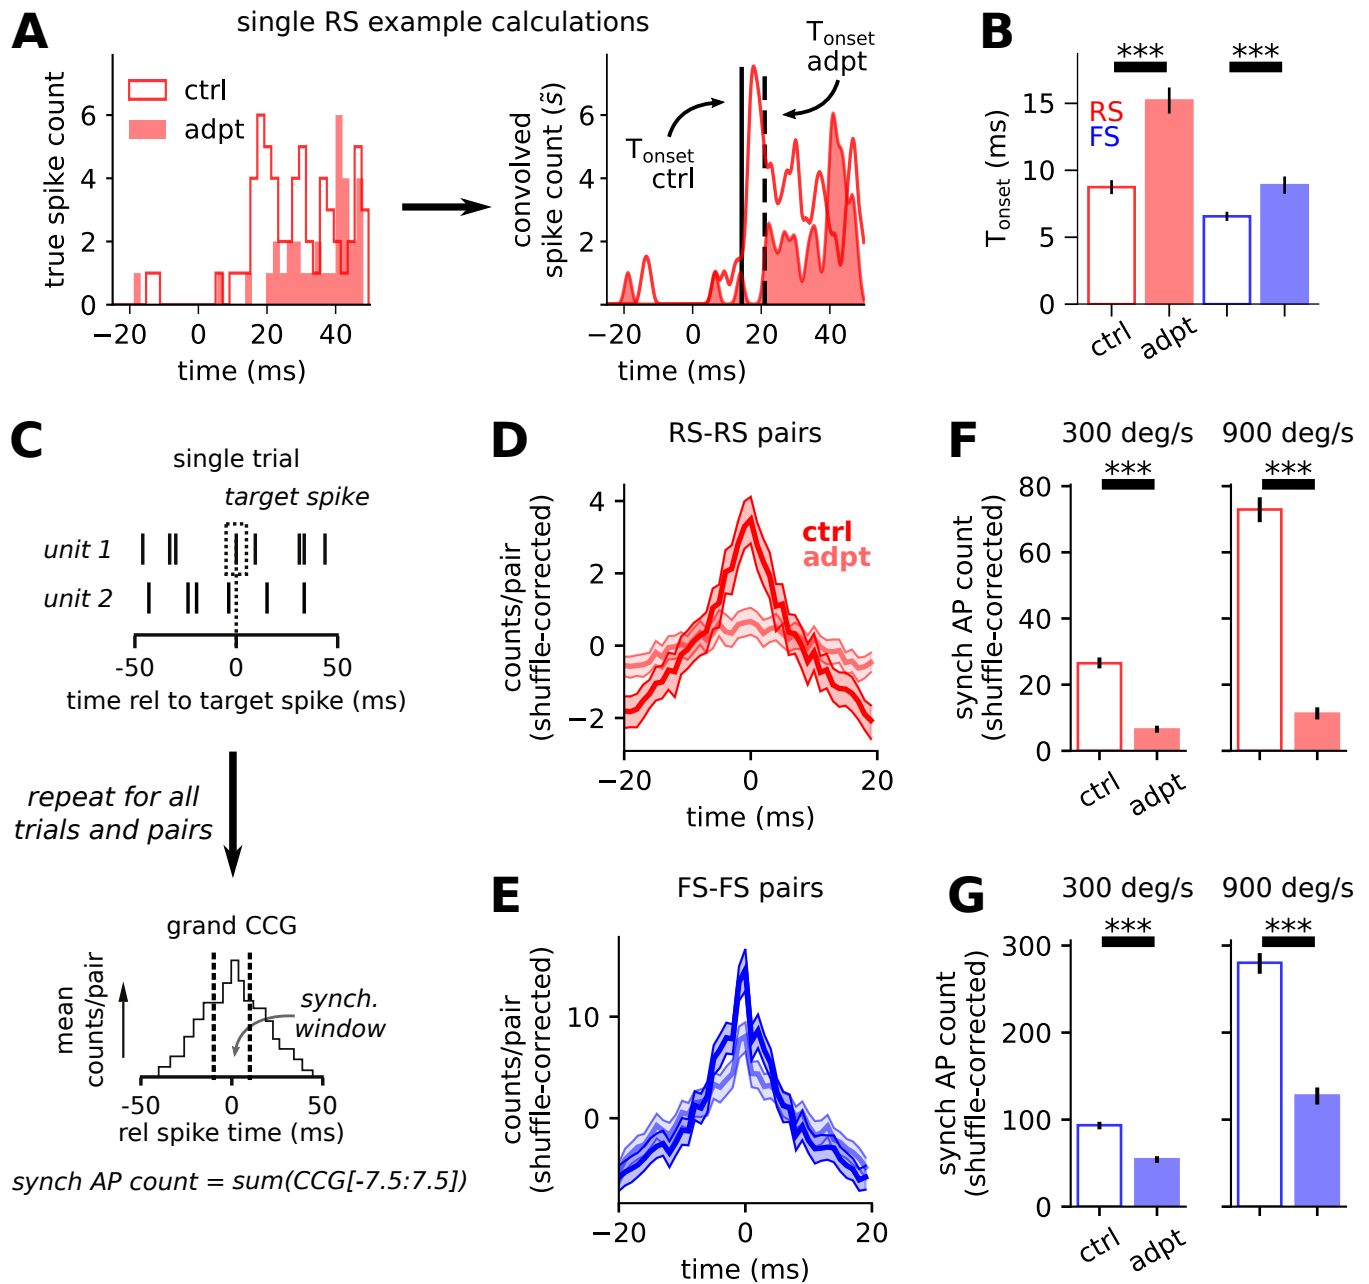 A
single RS example calculations
true spike count
6
4
2
0
ctrl
adpt
−20
0
20
40
time (ms)
convolved
spike count (s̃)
6
4
2
0
T onset
ctrl
T onset
adpt
−20
0
20
40
time (ms)
B
***
***
T onset (ms)
15
10
5
0
RS
FS
ctrl
adpt
C
single trial
target spike
unit 1
unit 2
-50
0
50
time rel to target spike (ms)
repeat for all
trials and pairs
grand CCG
mean
counts/pair
synch.
window
-50
0
50
rel spike time (ms)
synch AP count = sum(CCG[-7.5:7.5])
D
RS-RS pairs
counts/pair
(shuffle-corrected)
4
2
0
−2
ctrl
adpt
−20
0
20
time (ms)
E
FS-FS pairs
counts/pair
(shuffle-corrected)
10
0
−20
0
20
time (ms)
F
300 deg/s
900 deg/s
***
***
synch AP count
(shuffle-corrected)
80
60
40
20
0
ctrl
adpt
G
300 deg/s
900 deg/s
***
***
synch AP count
(shuffle-corrected)
300
200
100
0
ctrl
adpt